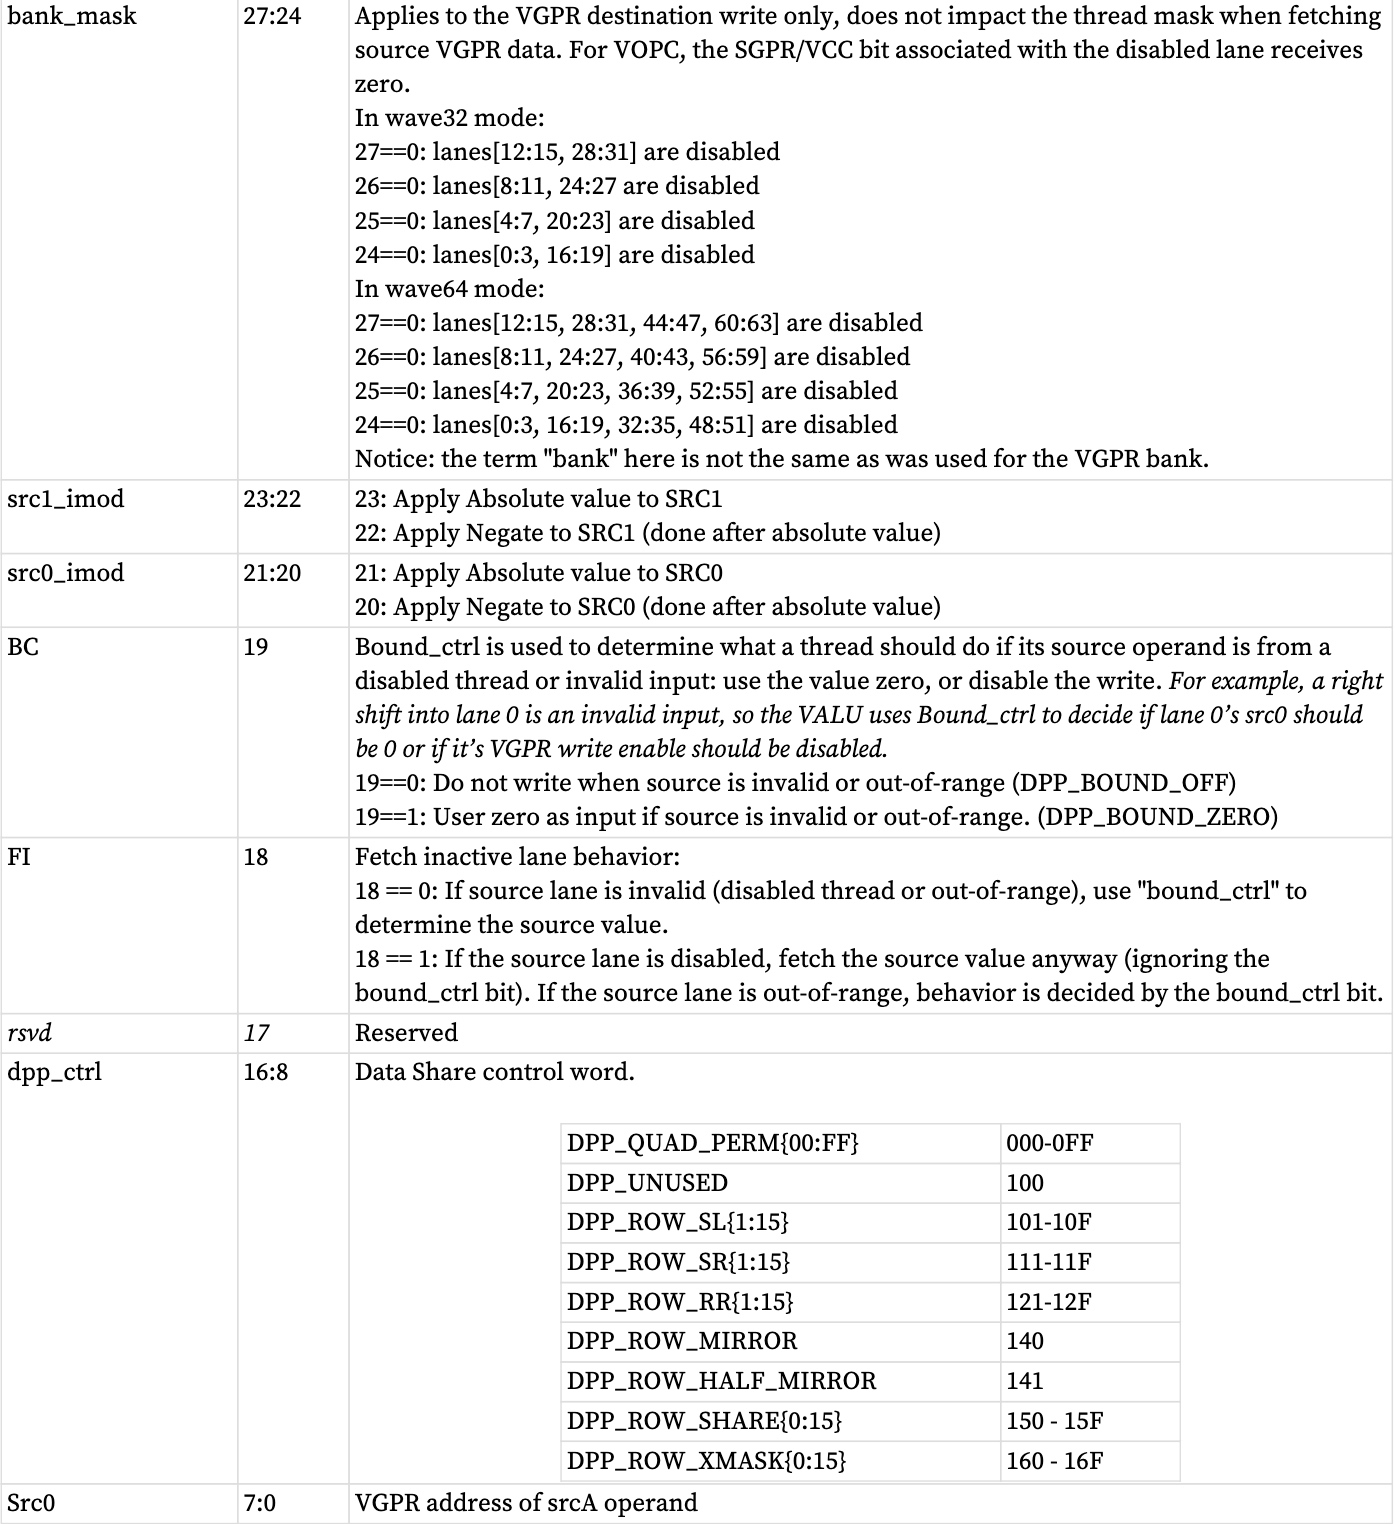 bank_mask 27:24 Applies to the VGPR destination write only, does not impact the thread mask when fetching
source VGPR data. For VOPC, the SGPR/VCC bit associated with the disabled lane receives
zero.
In wave32 mode:
27==0: lanes[12:15, 28:31] are disabled
26==0: lanes[8:11, 24:27 are disabled
25==0: lanes[4:7, 20:23] are disabled
24==0: lanes[0:3, 16:19] are disabled
In wave64 mode:
27==0: lanes[12:15, 28:31, 44:47, 60:63] are disabled
26==0: lanes[8:11, 24:27, 40:43, 56:59] are disabled
25==0: lanes[4:7, 20:23, 36:39, 52:55] are disabled
24==0: lanes[0:3, 16:19, 32:35, 48:51] are disabled
Notice: the term "bank" here is not the same as was used for the VGPR bank.
src1_imod 23:22 23: Apply Absolute value to SRC1
22: Apply Negate to SRC1 (done after absolute value)
src0_imod 21:20 21: Apply Absolute value to SRC0
20: Apply Negate to SRC0 (done after absolute value)
BC 19 Bound_ctrl is used to determine what a thread should do if its source operand is from a
disabled thread or invalid input: use the value zero, or disable the write. For example, a right
shift into lane 0 is an invalid input, so the VALU uses Bound_ctrl to decide if lane 0’s src0 should
be 0 or if it’s VGPR write enable should be disabled.
19==0: Do not write when source is invalid or out-of-range (DPP_BOUND_OFF)
19==1: User zero as input if source is invalid or out-of-range. (DPP_BOUND_ZERO)
FI 18 Fetch inactive lane behavior:
18 == 0: If source lane is invalid (disabled thread or out-of-range), use "bound_ctrl" to
determine the source value.
18 == 1: If the source lane is disabled, fetch the source value anyway (ignoring the
bound_ctrl bit). If the source lane is out-of-range, behavior is decided by the bound_ctrl bit.
rsvd 17 Reserved
dpp_ctrl 16:8 Data Share control word.
DPP_QUAD_PERM{00:FF} 000-0FF
DPP_UNUSED 100
DPP_ROW_SL{1:15} 101-10F
DPP_ROW_SR{1:15} 111-11F
DPP_ROW_RR{1:15} 121-12F
DPP_ROW_MIRROR 140
DPP_ROW_HALF_MIRROR 141
DPP_ROW_SHARE{0:15} 150 - 15F
DPP_ROW_XMASK{0:15} 160 - 16F
Src0 7:0 VGPR address of srcA operand